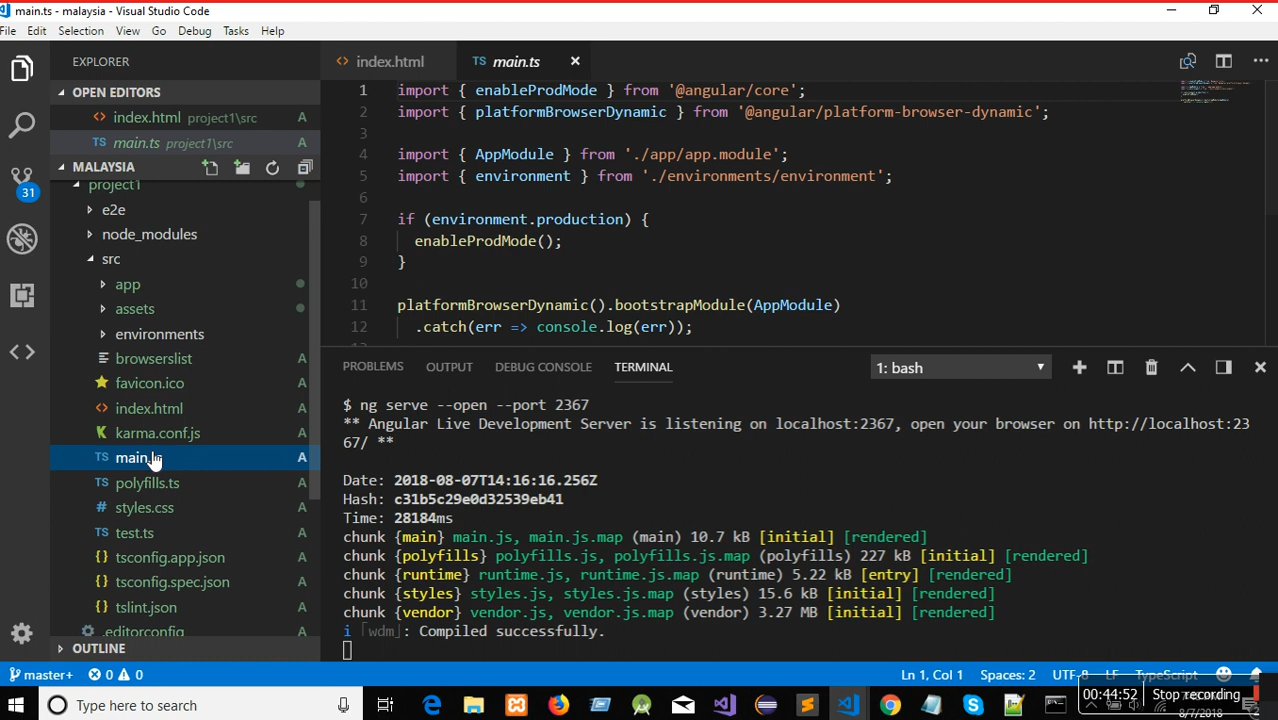 main.ts - malaysia - Visual Studio Code
File Edit Selection View Go Debug Tasks Help
EXPLORER
OPEN EDITORS
index.html project1\src A
main.ts project1\src A
MALAYSIA
project1
e2e
node_modules
src
app
assets
environments
browserslist A
favicon.ico A
index.html A
karma.conf.js A
A
polyfills.ts A
styles.css A
test.ts A
tsconfig.app.json A
tsconfig.spec.json A
tslint.json A
.editorconfig
OUTLINE
31
index.html main.ts
1 import { enableProdMode } from '@angular/core';
2 import { platformBrowserDynamic } from '@angular/platform-browser-dynamic';
3
4 import { AppModule } from './app/app.module';
5 import { environment } from './environments/environment';
6
7 if (environment.production) {
8 enableProdMode();
9 }
10
11 platformBrowserDynamic().bootstrapModule(AppModule)
12 .catch(err => console.log(err));
PROBLEMS OUTPUT DEBUG CONSOLE TERMINAL 1: bash
$ ng serve --open --port 2367
** Angular Live Development Server is listening on localhost:2367, open your browser on http://localhost:23
67/ **
Date: 2018-08-07T14:16:16.256Z
Hash: c31b5c29e0d32539eb41
Time: 28184ms
chunk {main} main.js, main.js.map (main) 10.7 kB [initial] [rendered]
chunk {polyfills} polyfills.js, polyfills.js.map (polyfills) 227 kB [initial] [rendered]
chunk {runtime} runtime.js, runtime.js.map (runtime) 5.22 kB [entry] [rendered]
chunk {styles} styles.js, styles.js.map (styles) 15.6 kB [initial] [rendered]
chunk {vendor} vendor.js, vendor.js.map (vendor) 3.27 MB [initial] [rendered]
i ｢wdm｣: Compiled successfully.
master+ 0 0 Ln 1, Col 1 Spaces: 2 UTF-8 LF TypeScript
Type here to search
00:44:52 Stop recording
8/7/2018